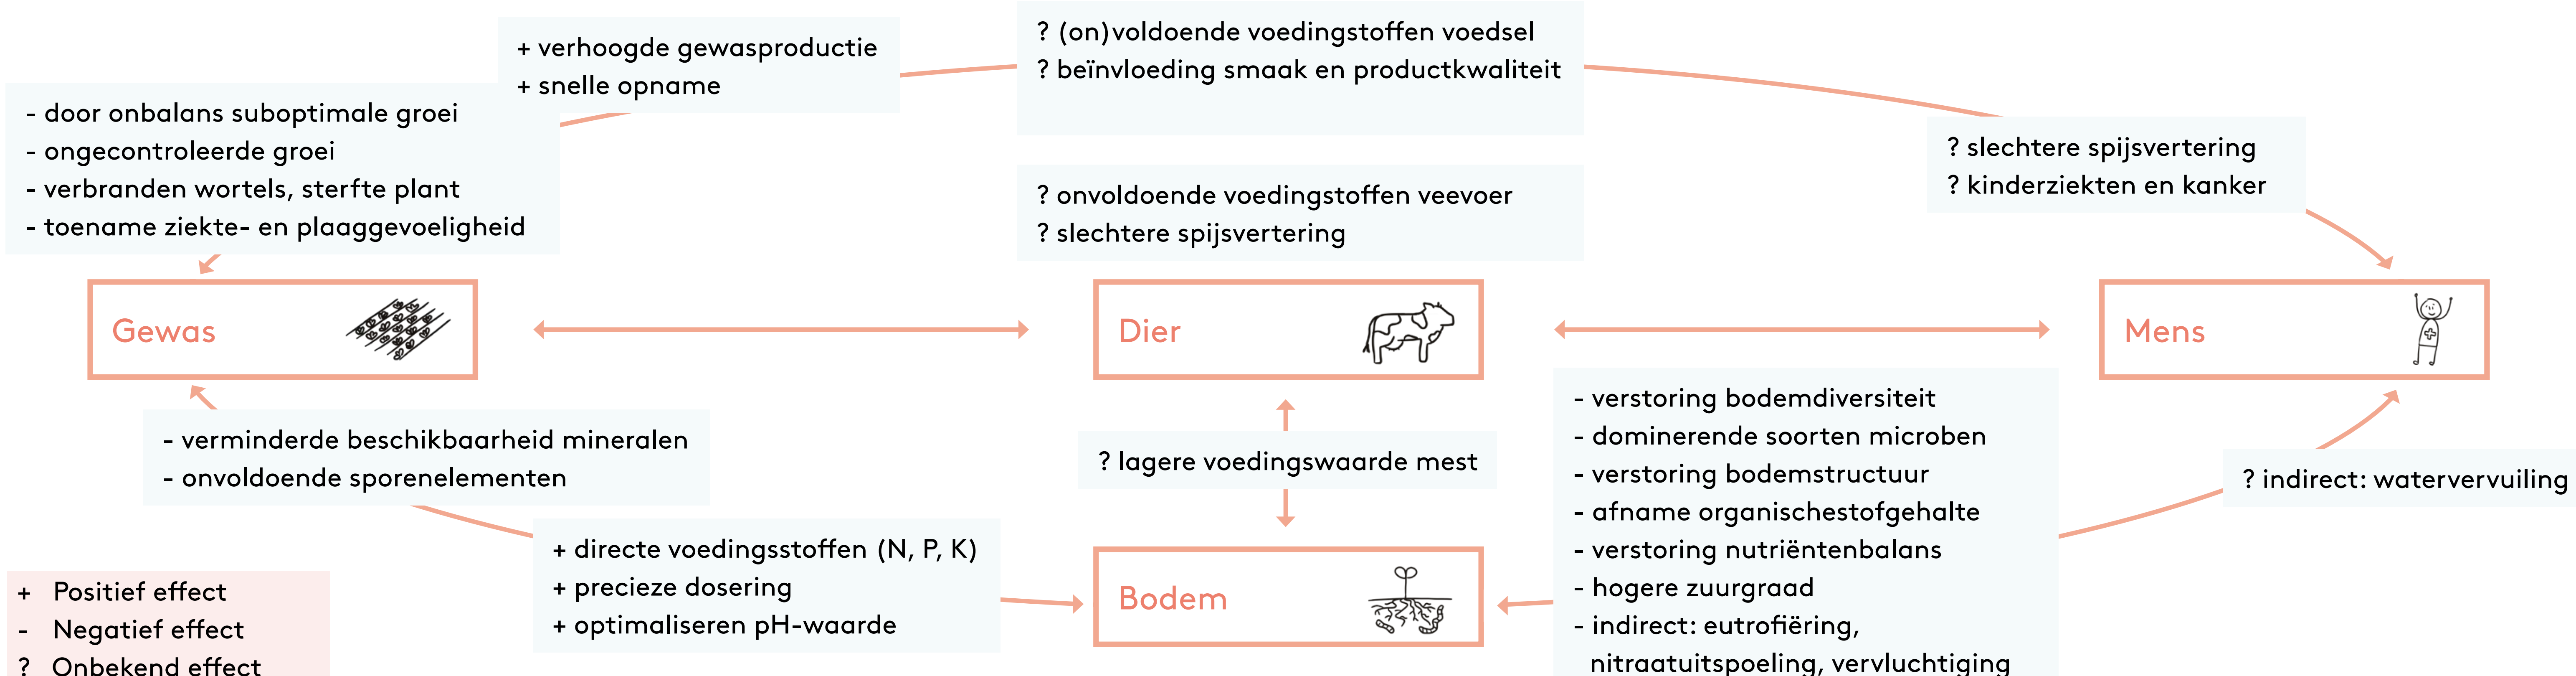 + verhoogde gewasproductie
+ snelle opname
? (on)voldoende voedingstoffen voedsel
? beïnvloeding smaak en productkwaliteit
- door onbalans suboptimale groei
- ongecontroleerde groei
- verbranden wortels, sterfte plant
- toename ziekte- en plaaggevoeligheid
? onvoldoende voedingstoffen veevoer
? slechtere spijsvertering
? slechtere spijsvertering
? kinderziekten en kanker
Gewas
Dier
Mens
- verminderde beschikbaarheid mineralen
- onvoldoende sporenelementen
? lagere voedingswaarde mest
- verstoring bodemdiversiteit
- dominerende soorten microben
- verstoring bodemstructuur
- afname organischestofgehalte
- verstoring nutriëntenbalans
- hogere zuurgraad
- indirect: eutrofiëring,
nitraatuitspoeling, vervluchtiging
? indirect: watervervuiling
+ directe voedingsstoffen (N, P, K)
+ precieze dosering
+ optimaliseren pH-waarde
Bodem
+ Positief effect
- Negatief effect
? Onbekend effect